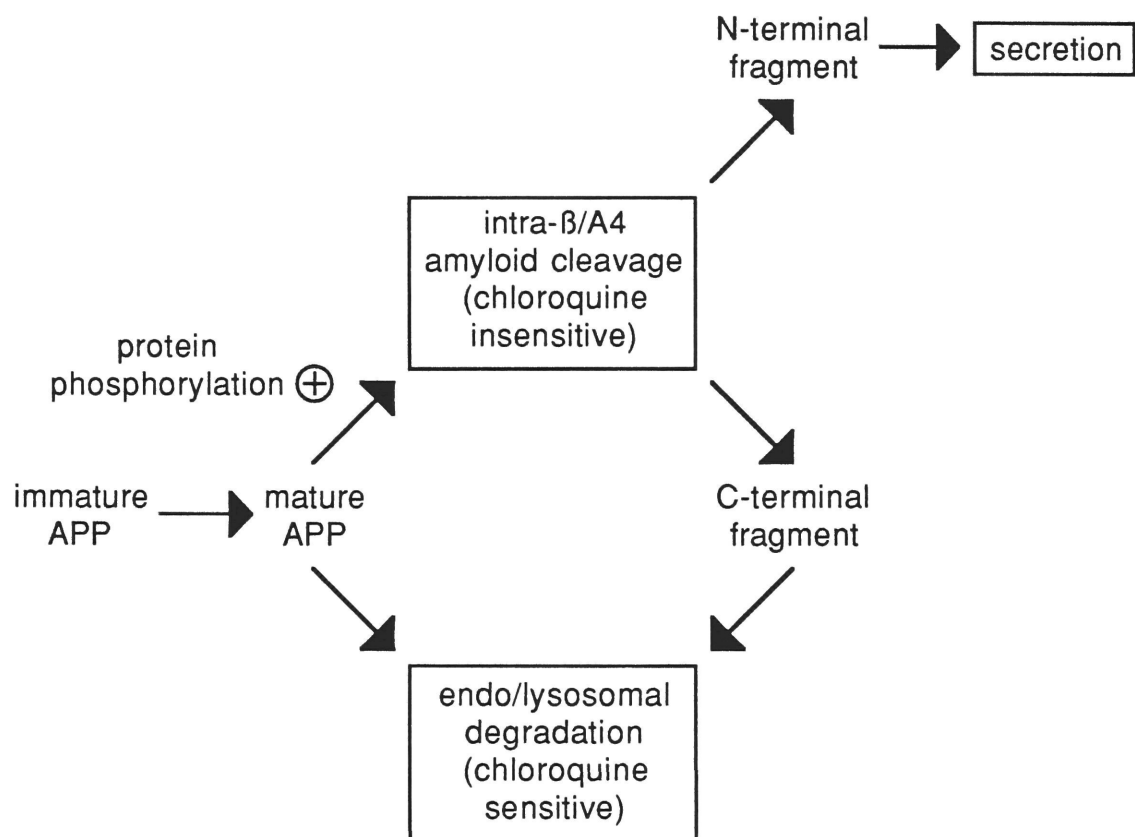 N-terminal
fragment
secretion
intra-ß/A4
amyloid cleavage
(chloroquine
insensitive)
protein
phosphorylation +
immature
APP
mature
APP
C-terminal
fragment
endo/lysosomal
degradation
(chloroquine
sensitive)